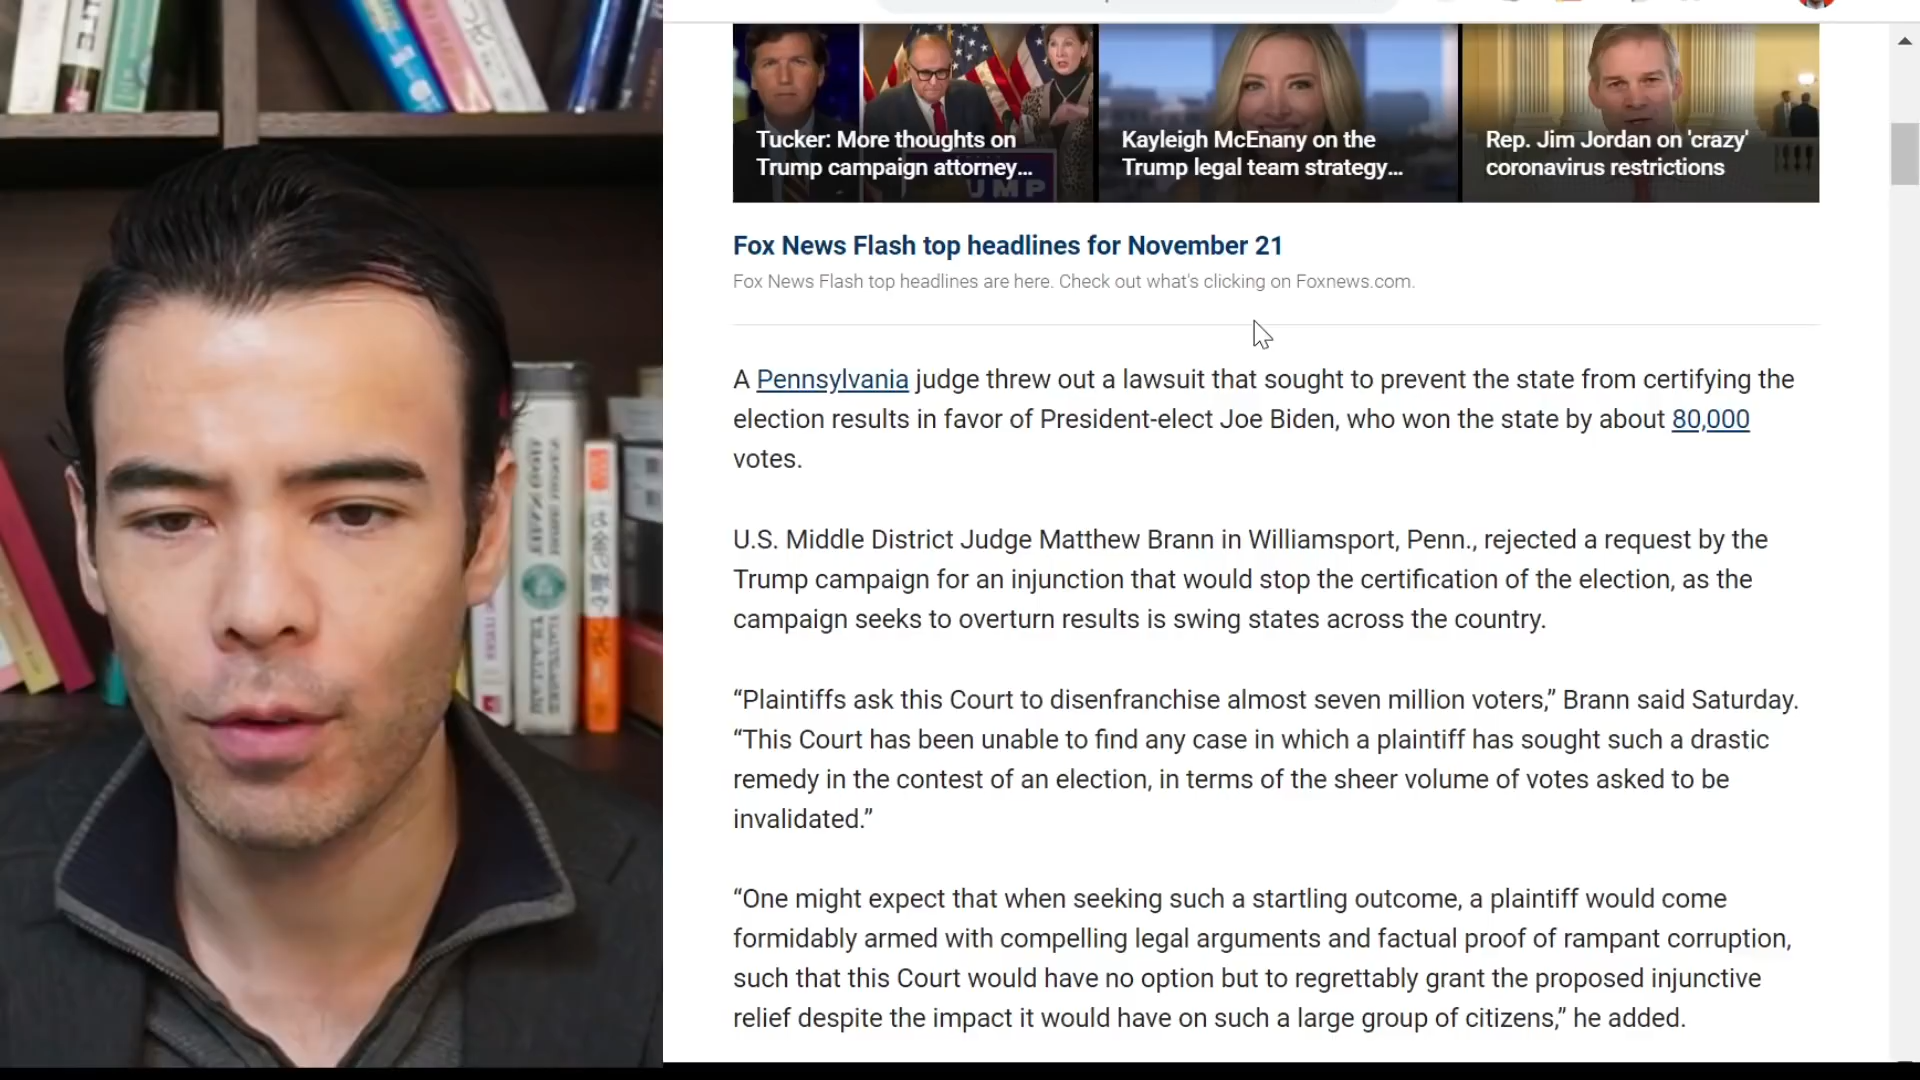 Tucker: More thoughts on
Trump campaign attorney...
Kayleigh McEnany on the
Trump legal team strategy...
Rep. Jim Jordan on 'crazy'
coronavirus restrictions
UMP
Fox News Flash top headlines for November 21
Fox News Flash top headlines are here. Check out what's clicking on Foxnews.com.
A Pennsylvania judge threw out a lawsuit that sought to prevent the state from certifying the
election results in favor of President-elect Joe Biden, who won the state by about 80,000
votes.
U.S. Middle District Judge Matthew Brann in Williamsport, Penn., rejected a request by the
Trump campaign for an injunction that would stop the certification of the election, as the
campaign seeks to overturn results is swing states across the country.
“Plaintiffs ask this Court to disenfranchise almost seven million voters,” Brann said Saturday.
“This Court has been unable to find any case in which a plaintiff has sought such a drastic
remedy in the contest of an election, in terms of the sheer volume of votes asked to be
invalidated.”
“One might expect that when seeking such a startling outcome, a plaintiff would come
formidably armed with compelling legal arguments and factual proof of rampant corruption,
such that this Court would have no option but to regrettably grant the proposed injunctive
relief despite the impact it would have on such a large group of citizens,” he added.